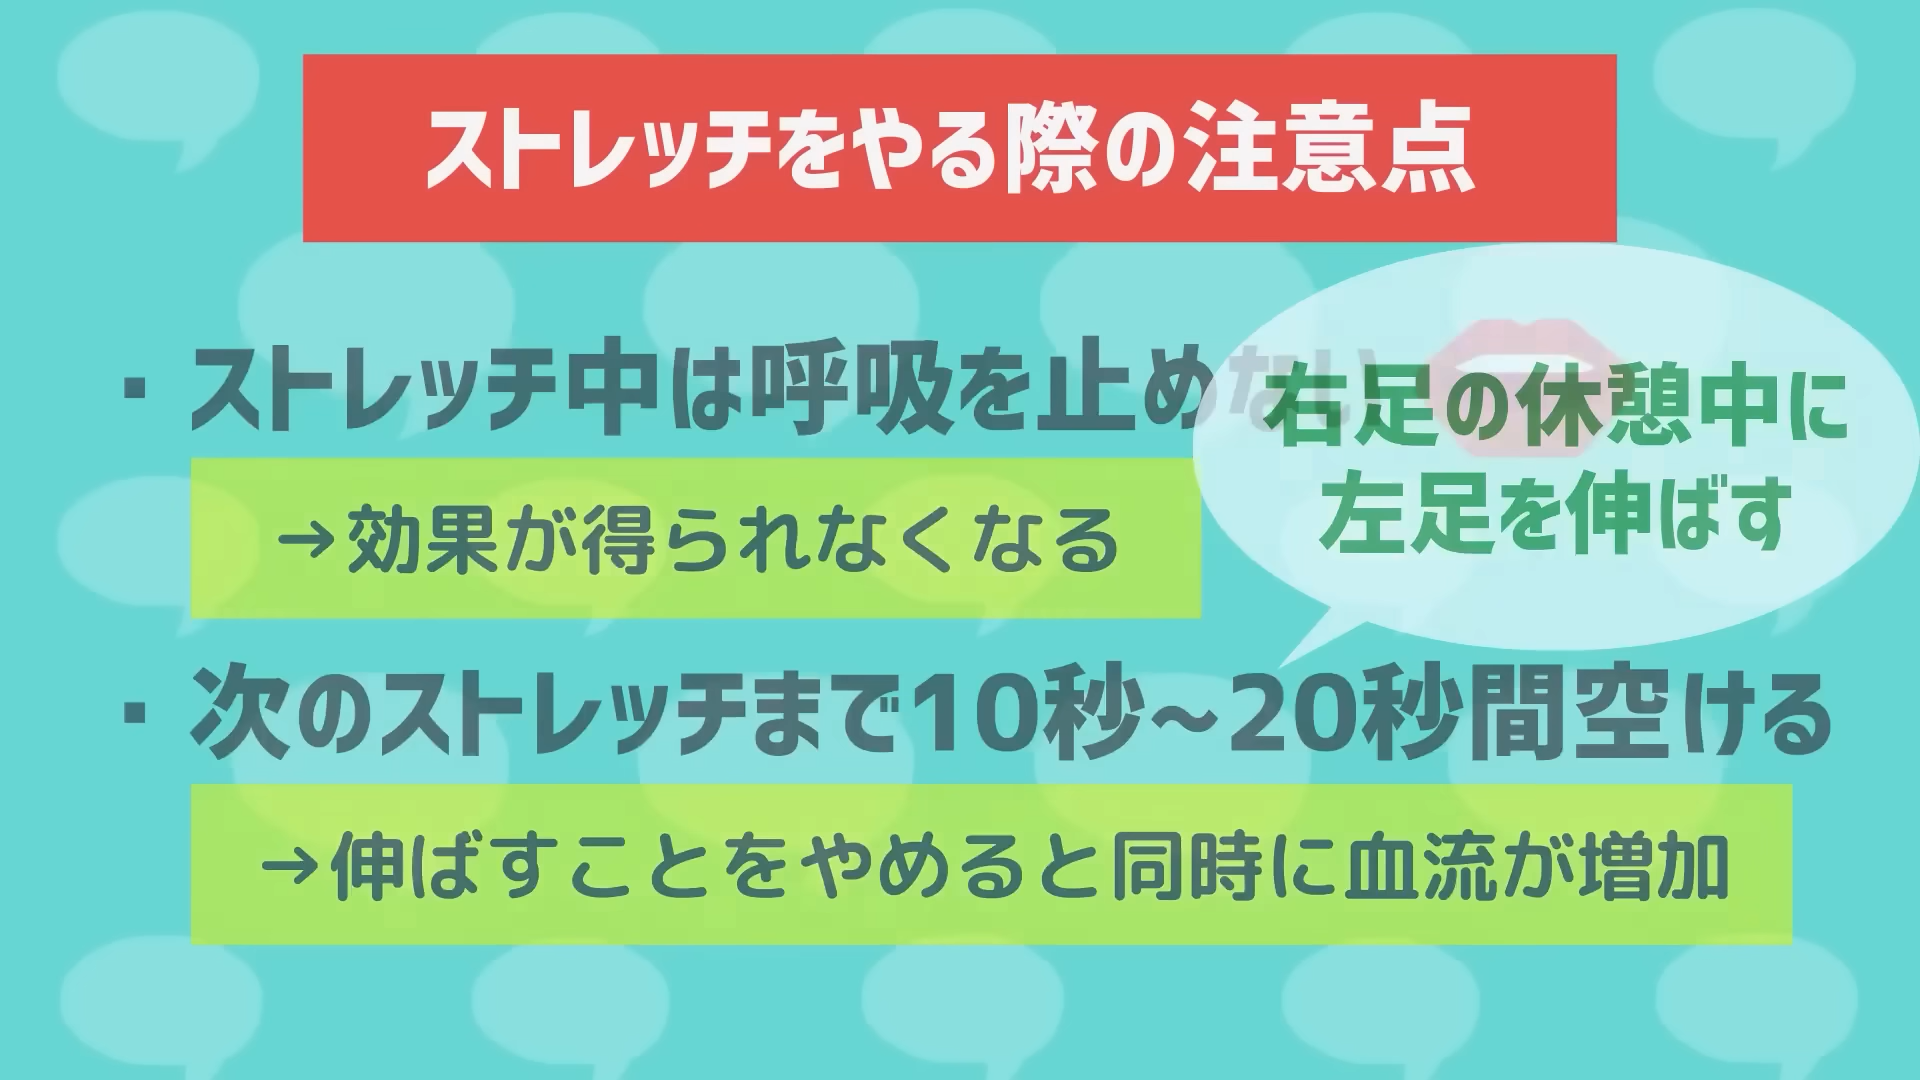 ストレッチをやる際の注意点
・ストレッチ中は呼吸を止めない
→効果が得られなくなる
右足の休憩中に
左足を伸ばす
・次のストレッチまで10秒～20秒間空ける
→伸ばすことをやめると同時に血流が増加